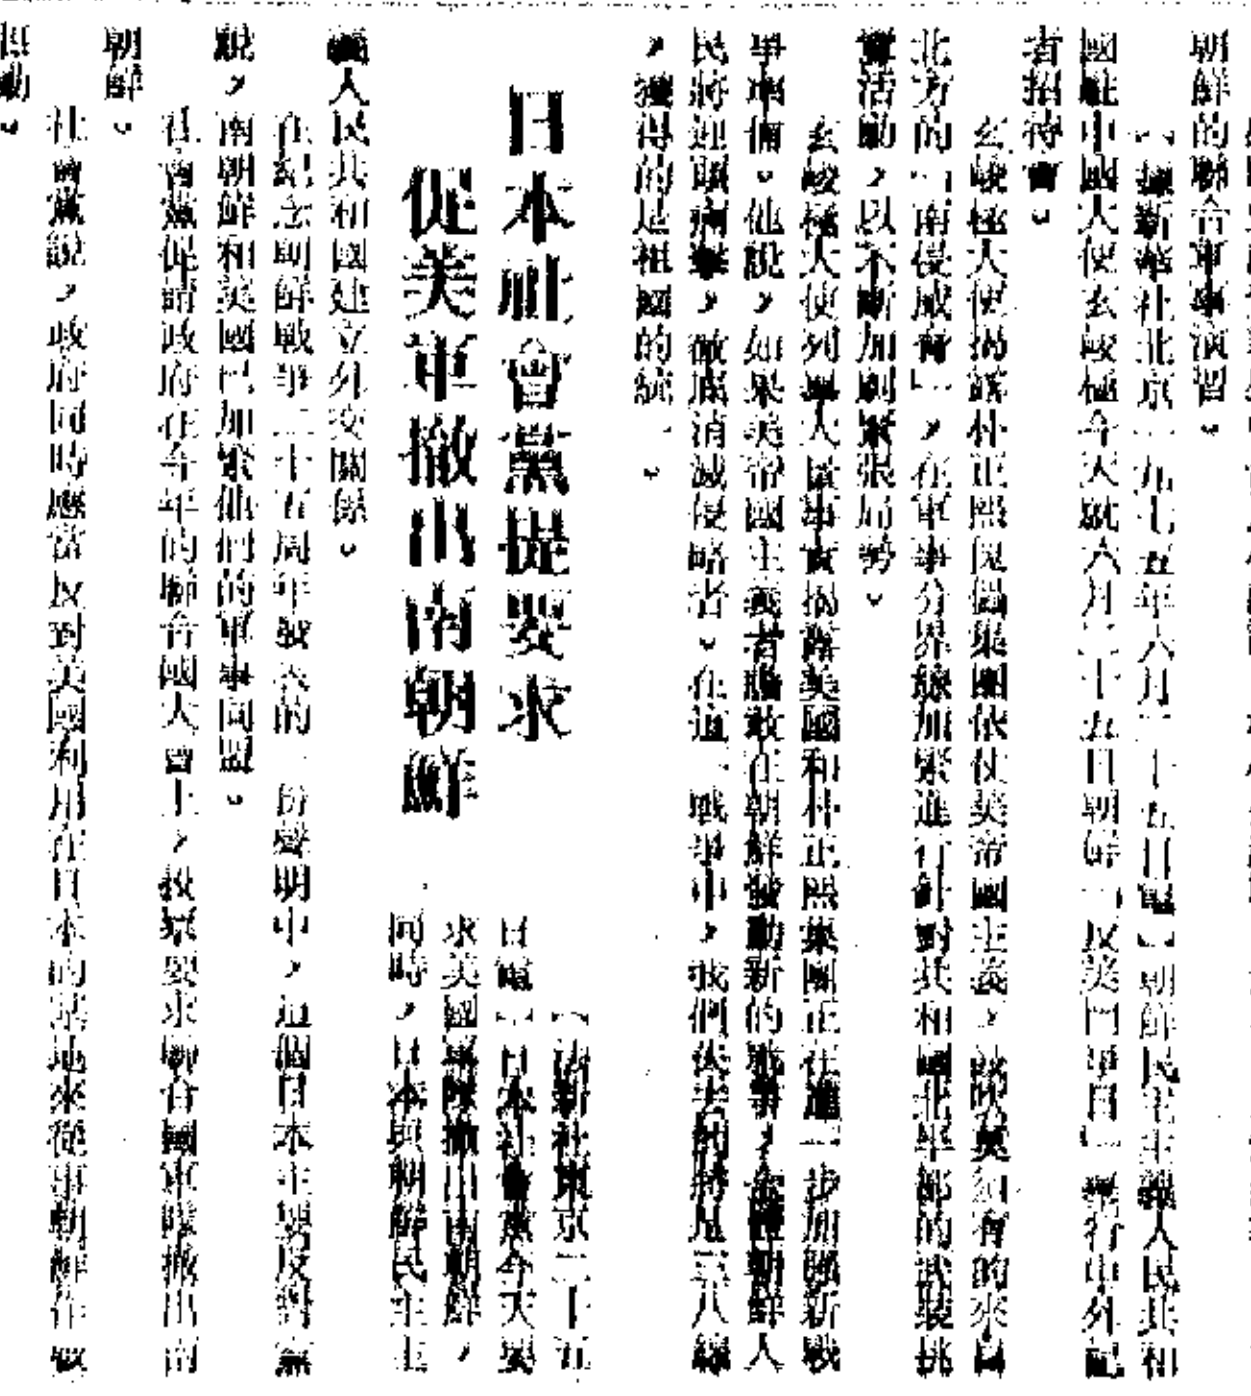 朝鮮的聯合軍事演習。
【據新華社北京一九七五年六月二十五日電】朝鮮民主主義人民共和
國駐中國大使玄峻極今天就六月二十五日朝鮮「反美鬥爭日」舉行中外記
者招待會。
玄峻極大使揭露朴正熙傀儡集團依仗美帝國主義,
北方的「南侵威脅」,在軍事分界線加緊進行針對共和國北半部的武裝挑
釁活動,以不斷加劇緊張局勢。
玄峻極大使列舉大量事實揭露美國和朴正熙集團正在進一步加強新戰
爭準備。他說,如果美帝國主義者膽敢在朝鮮發動新的戰爭,全體朝鮮人
民將迎頭痛擊,徹底消滅侵略者。在這一戰爭中,我們失去的將是三八線
,獲得的是祖國的統一。
日本社會黨提要求
促美軍撤出南朝鮮
【法新社東京二十五
日電】日本社會黨今天要
求美國軍隊撤出南朝鮮,
同時,日本與朝鮮民主主
義人民共和國建立外交關係。
在紀念朝鮮戰爭二十五周年發表的一份聲明中,這個日本主要反對黨
說,南朝鮮和美國已加緊他們的軍事同盟。
社會黨促請政府在今年的聯合國大會上,投票要求聯合國軍隊撤出南
朝鮮。
社會黨說,政府同時應當反對美國利用在日本的基地來從事朝鮮作戰